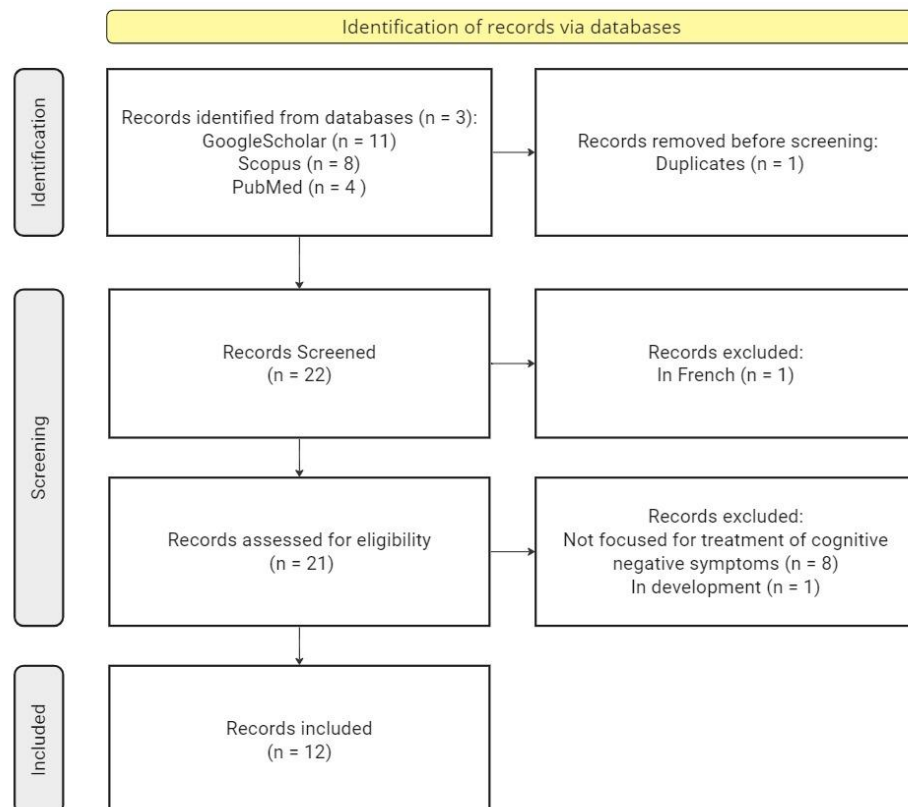 Identification of records via databases
Identification
Records identified from databases (n = 3):
GoogleScholar (n = 11)
Scopus (n = 8)
PubMed (n = 4 )
Records removed before screening:
Duplicates (n = 1)
Screening
Records Screened
(n = 22)
Records excluded:
In French (n = 1)
Records assessed for eligibility
(n = 21)
Records excluded:
Not focused for treatment of cognitive
negative symptoms (n = 8)
In development (n = 1)
Included
Records included
(n = 12)